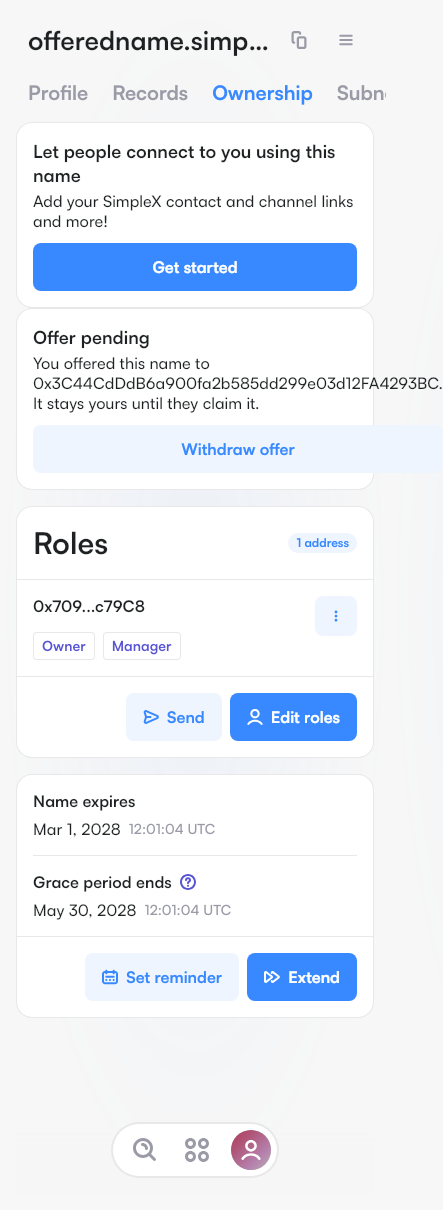 offeredname.simp...
Profile Records Ownership Subn
Let people connect to you using this
name
Add your SimpleX contact and channel links
and more!
Get started
Offer pending
You offered this name to
0x3C44CdDdB6a900fa2b585dd299e03d12FA4293BC.
It stays yours until they claim it.
Withdraw offer
Roles
1 address
0x709...c79C8
Owner Manager
Send Edit roles
Name expires
Mar 1, 2028 12:01:04 UTC
Grace period ends
May 30, 2028 12:01:04 UTC
Set reminder Extend